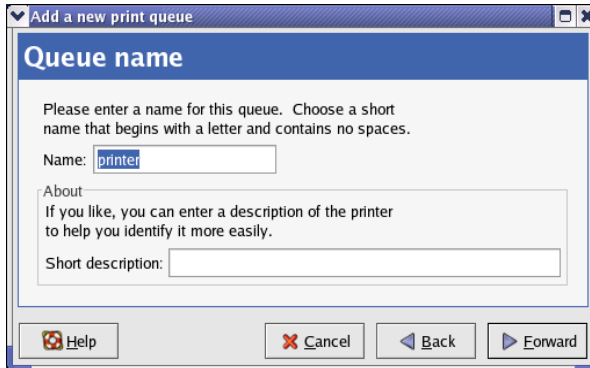 Add a new print queue
Queue name
Please enter a name for this queue. Choose a short
name that begins with a letter and contains no spaces.
Name: printer
About
If you like, you can enter a description of the printer
to help you identify it more easily.
Short description:
Help Cancel Back Forward